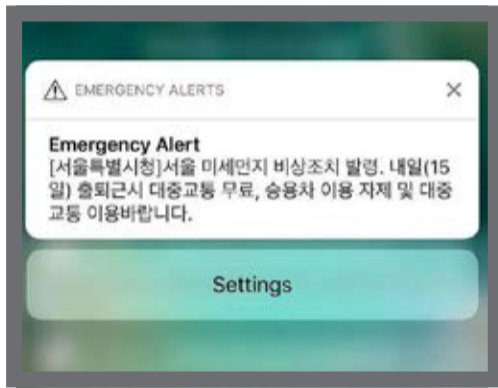 EMERGENCY ALERTS
Emergency Alert
[서울특별시청]서울 미세먼지 비상조치 발령. 내일(15
일) 출퇴근시 대중교통 무료, 승용차 이용 자제 및 대중
교통 이용바랍니다.
Settings